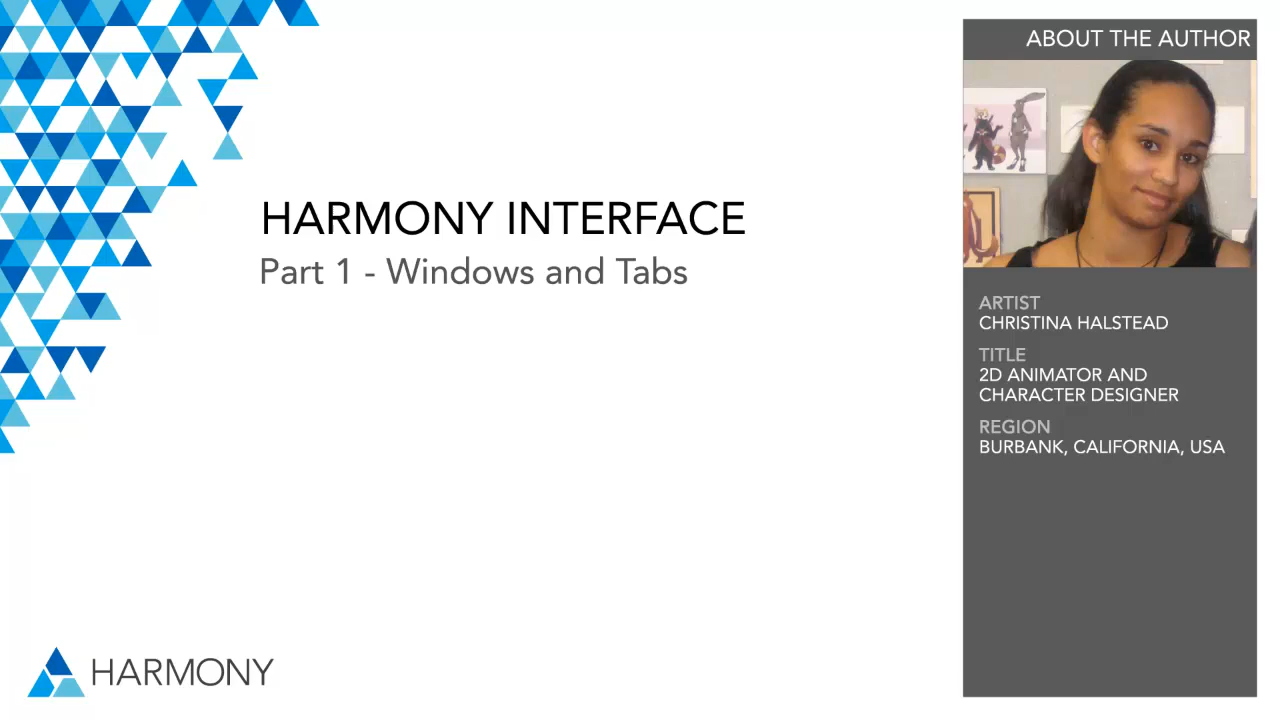 HARMONY INTERFACE
Part 1 - Windows and Tabs
HARMONY
ABOUT THE AUTHOR
ARTIST
CHRISTINA HALSTEAD
TITLE
2D ANIMATOR AND
CHARACTER DESIGNER
REGION
BURBANK, CALIFORNIA, USA